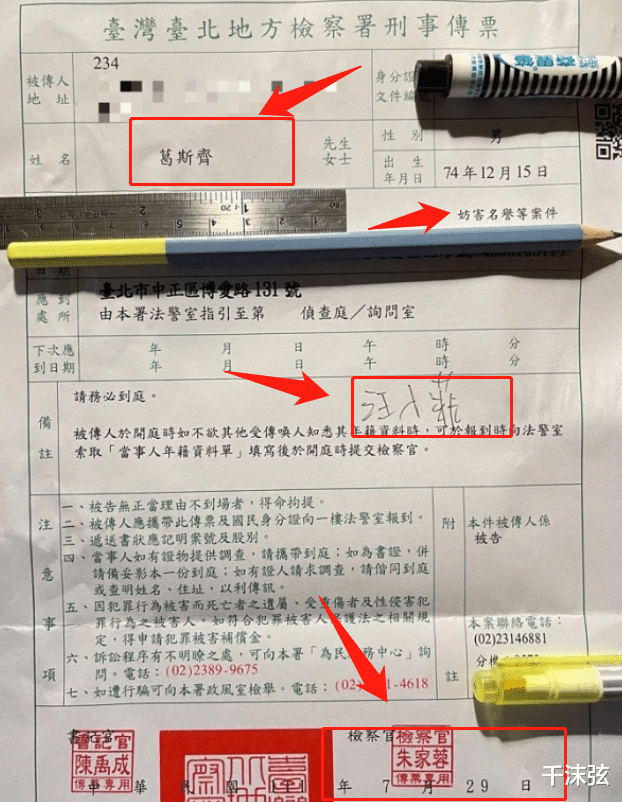 臺灣臺北地方檢察署刑事傳票
被傳人地址
234
身分證
姓名
葛斯齊
先生
女士
性別
男
出生年月日
74年12月15日
妨害名譽等案件
日期
應到處所
臺北市中正區博愛路131號
由本署法警室指引至第 偵查庭/詢問室
下次應到日期
年 月 日 午 時 分
年 月 日 午 時 分
備註
請務必到庭。
被傳人於開庭時如不欲其他受傳喚人知悉其年籍資料時,可於報到時向法警室
索取「當事人年籍資料單」填寫後於開庭時提交檢察官。
注意事項
一、被告無正當理由不到場者,得命拘提。
二、被傳人應攜帶此傳票及國民身分證向一樓法警室報到。
三、遞送書狀應記明案號及股別。
四、當事人如有證物提供調查,請攜帶到庭;如為書證,併
請備妥影本一份到庭;如有證人請求調查,請偕同到庭
或查明姓名、住址,以利傳訊。
五、因犯罪行為被害而死亡者之遺屬、受重傷者及性侵害犯
罪行為之被害人,如符合犯罪被害人保護法之相關規
定,得申請犯罪被害補償金。
六、訴訟程序有不明瞭之處,可向本署「為民服務中心」詢
問。電話:(02)2389-9675
七、如遭行騙可向本署政風室檢舉。電話:(02) 1-4618
附註
本件被傳人係
被告
本案聯絡電話:
(02)23146881
書記官
書記官
陳禹成
傳票專用
檢察官
檢察官
朱家蓉
傳票專用
中華民國111年7月29日
千沫弦